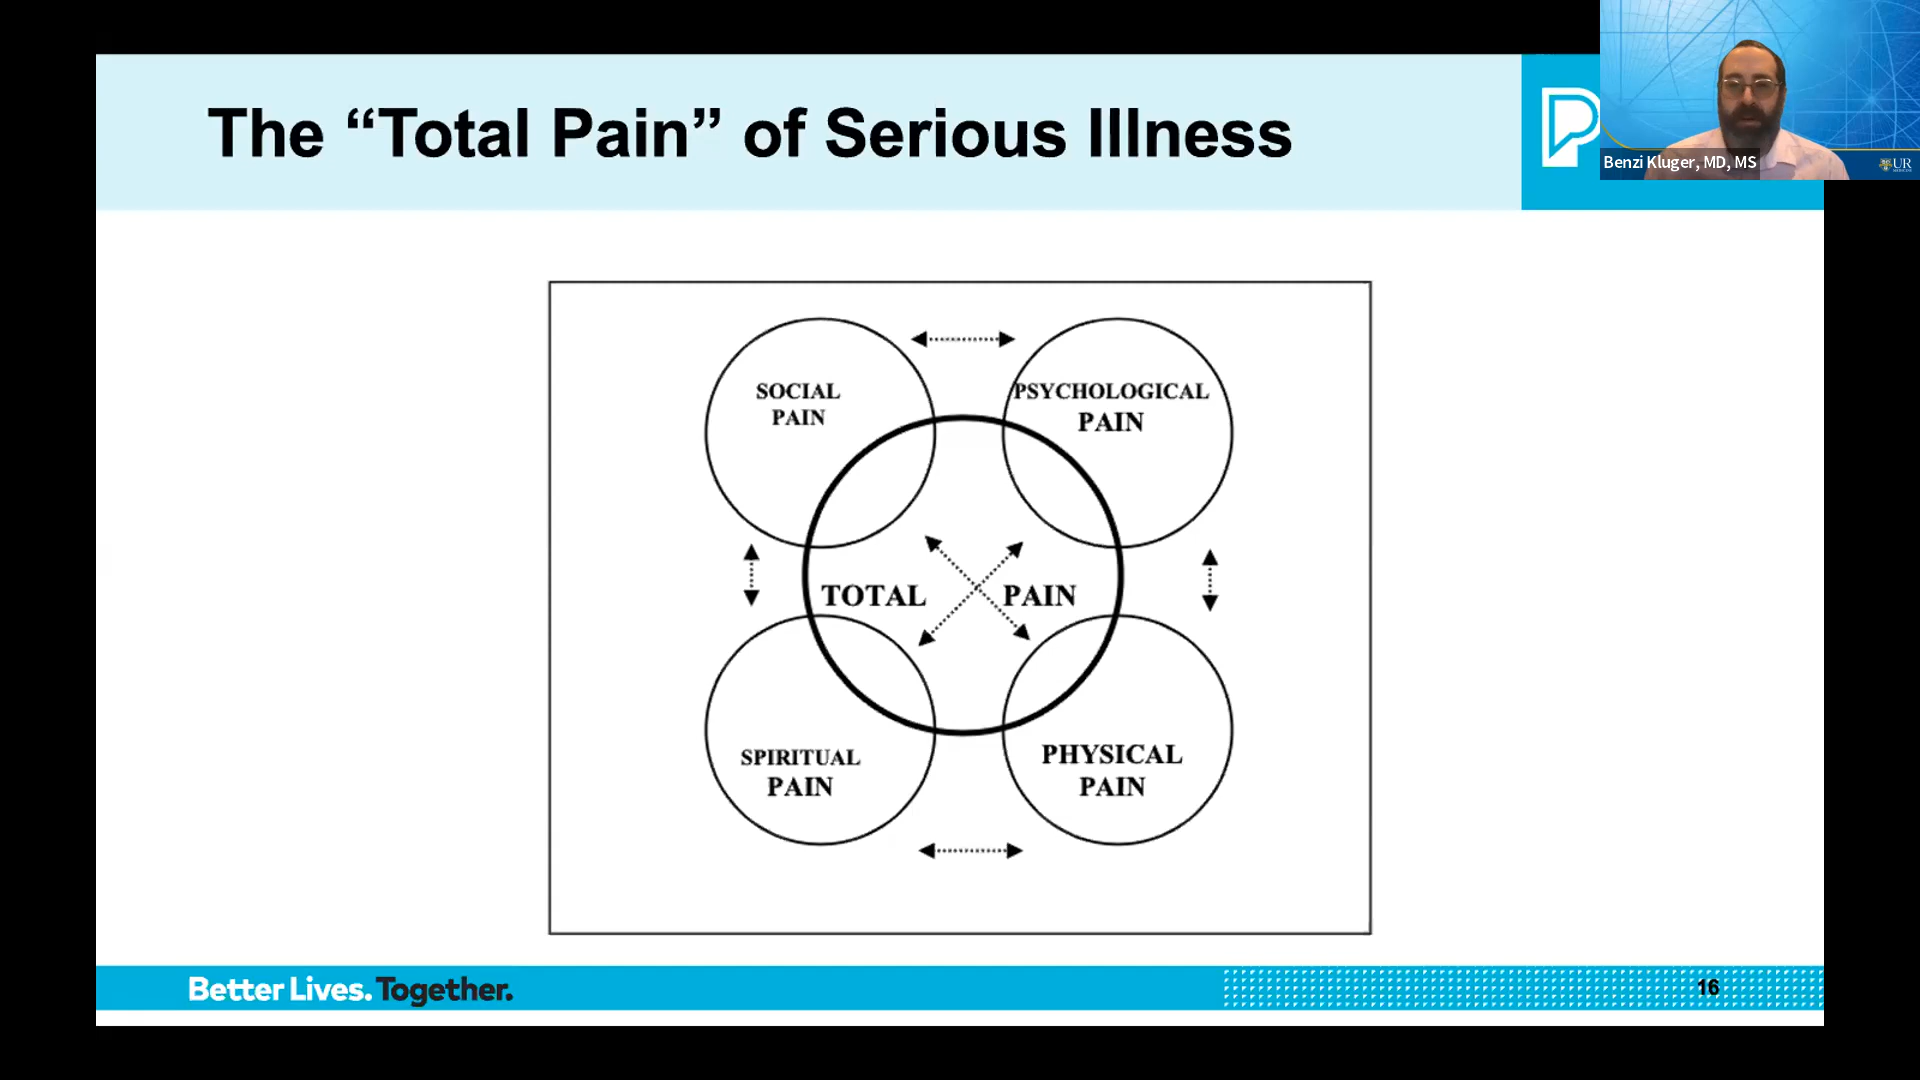 The “Total Pain” of Serious Illness
P
Benzi Kluger, MD, MS
UR
SOCIAL
PAIN
PSYCHOLOGICAL
PAIN
TOTAL PAIN
SPIRITUAL
PAIN
PHYSICAL
PAIN
Better Lives. Together.
16